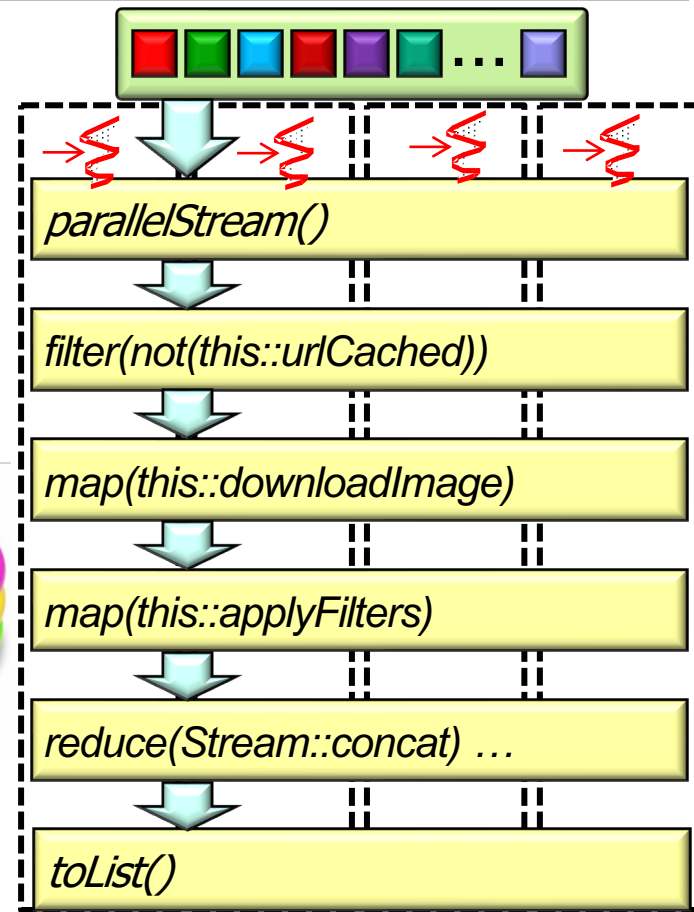 ...
parallelStream()
filter(not(this::urlCached))
map(this::downloadImage)
map(this::applyFilters)
reduce(Stream::concat) …
toList()